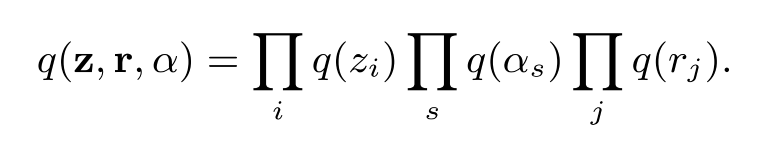 q(𝐳, 𝐫, α) = ∏_i q(z_i) ∏_s q(α_s) ∏_j q(r_j).